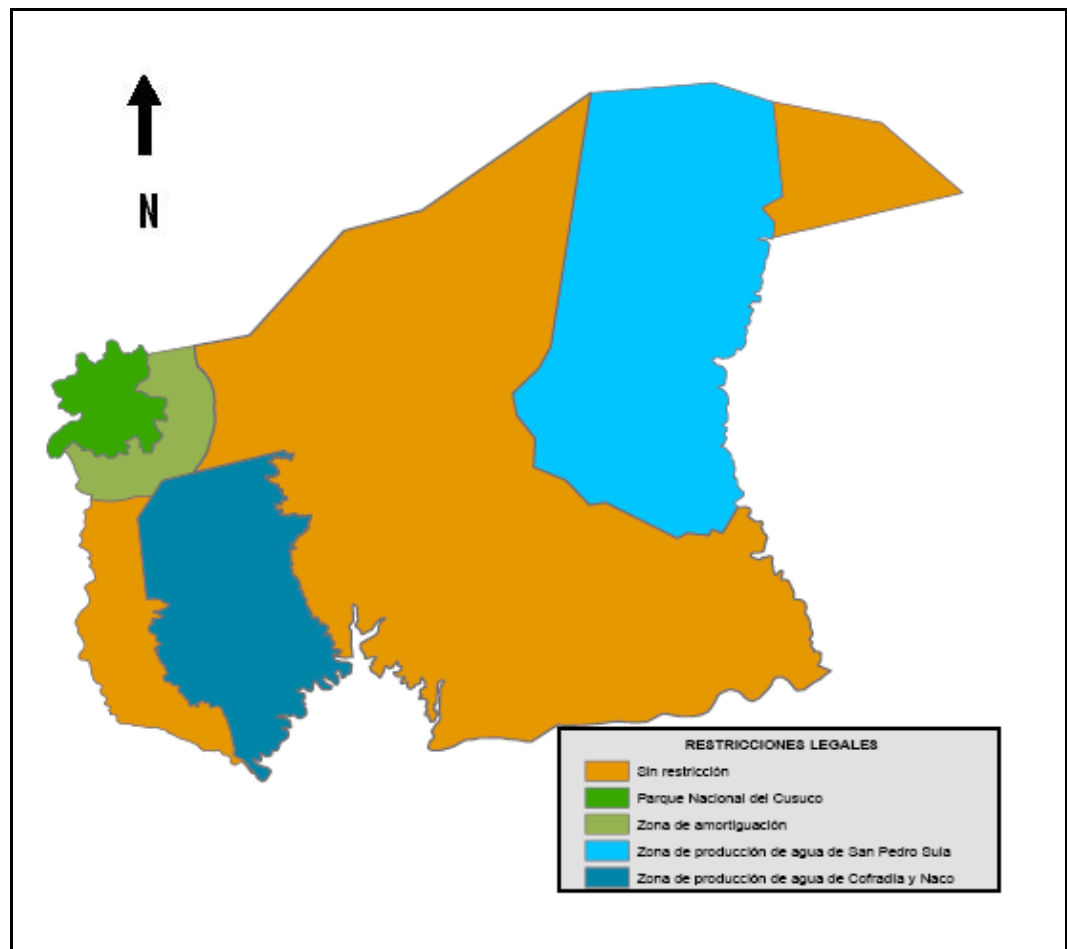 N
RESTRICCIONES LEGALES
Sin restricción
Parque Nacional del Cusuco
Zona de amortiguación
Zona de producción de agua de San Pedro Sula
Zona de producción de agua de Cofradía y Naco